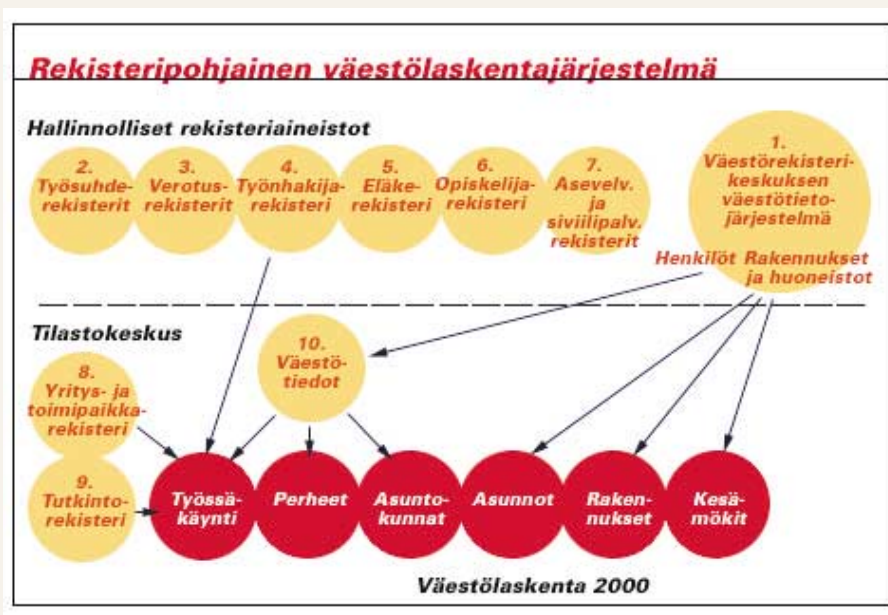 Rekisteripohjainen väestölaskentajärjestelmä
Hallinnolliset rekisteriaineistot
2.
Työsuhde-
rekisterit
3.
Verotus-
rekisterit
4.
Työnhakija-
rekisteri
5.
Eläke-
rekisteri
6.
Opiskelija-
rekisteri
7.
Asevelv.
ja
siviilipalv.
rekisterit
1.
Väestörekisteri-
keskuksen
väestötieto-
järjestelmä
Henkilöt Rakennukset
ja huoneistot
Tilastokeskus
8.
Yritys- ja
toimipaikka-
rekisteri
10.
Väestö-
tiedot
9.
Tutkinto-
rekisteri
Työssä-
käynti
Perheet
Asunto-
kunnat
Asunnot
Raken-
nukset
Kesä-
mökit
Väestölaskenta 2000